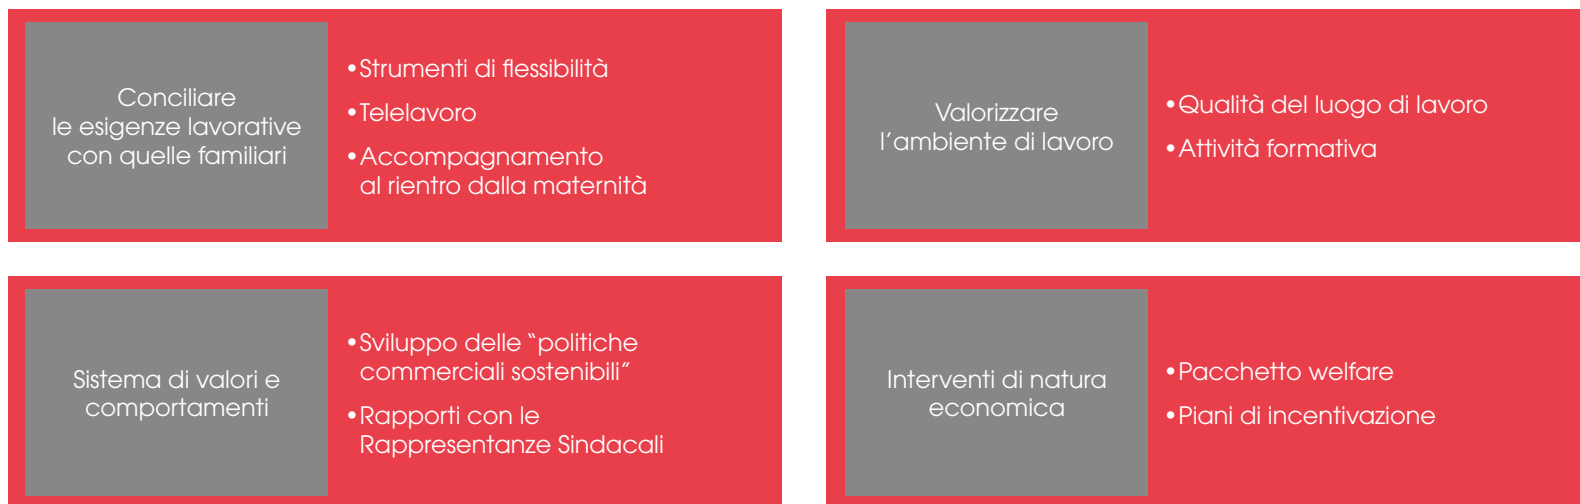 Conciliare
le esigenze lavorative
con quelle familiari
•Strumenti di flessibilità
•Telelavoro
•Accompagnamento
al rientro dalla maternità
Valorizzare
l'ambiente di lavoro
•Qualità del luogo di lavoro
•Attività formativa
Sistema di valori e
comportamenti
•Sviluppo delle “politiche
commerciali sostenibili”
•Rapporti con le
Rappresentanze Sindacali
Interventi di natura
economica
•Pacchetto welfare
•Piani di incentivazione